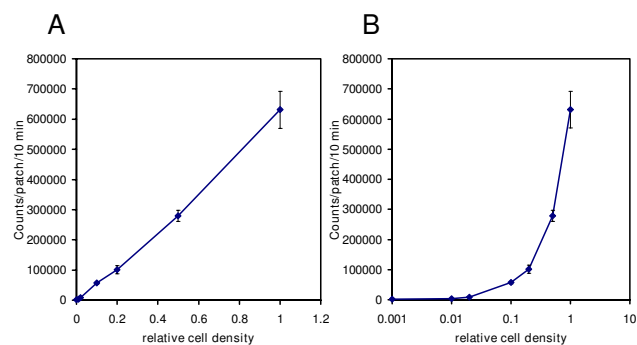 A
B
800000
700000
600000
500000
400000
300000
200000
100000
0
Counts/patch/10 min
0 0.2 0.4 0.6 0.8 1 1.2
relative cell density
800000
700000
600000
500000
400000
300000
200000
100000
0
Counts/patch/10 min
0.001 0.01 0.1 1 10
relative cell density